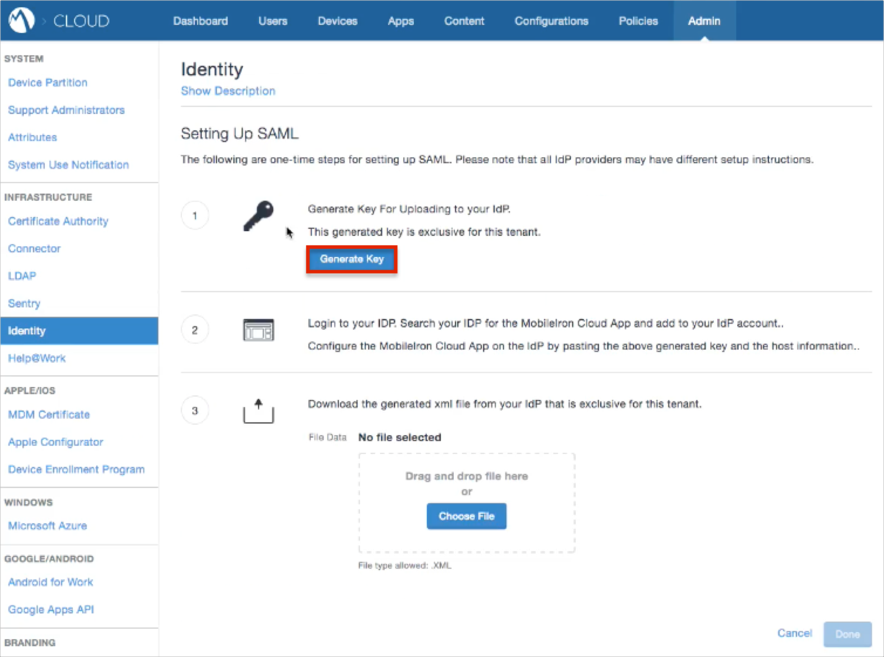 CLOUD
Dashboard
Users
Devices
Apps
Content
Configurations
Policies
Admin
SYSTEM
Device Partition
Support Administrators
Attributes
System Use Notification
INFRASTRUCTURE
Certificate Authority
Connector
LDAP
Sentry
Identity
Help@Work
APPLE/IOS
MDM Certificate
Apple Configurator
Device Enrollment Program
WINDOWS
Microsoft Azure
GOOGLE/ANDROID
Android for Work
Google Apps API
BRANDING
Identity
Show Description
Setting Up SAML
The following are one-time steps for setting up SAML. Please note that all IdP providers may have different setup instructions.
1
Generate Key For Uploading to your IdP.
This generated key is exclusive for this tenant.
Generate Key
2
Login to your IDP. Search your IDP for the MobileIron Cloud App and add to your IdP account..
Configure the MobileIron Cloud App on the IdP by pasting the above generated key and the host information..
3
Download the generated xml file from your IdP that is exclusive for this tenant.
File Data No file selected
Drag and drop file here
or
Choose File
File type allowed: .XML
Cancel
Done